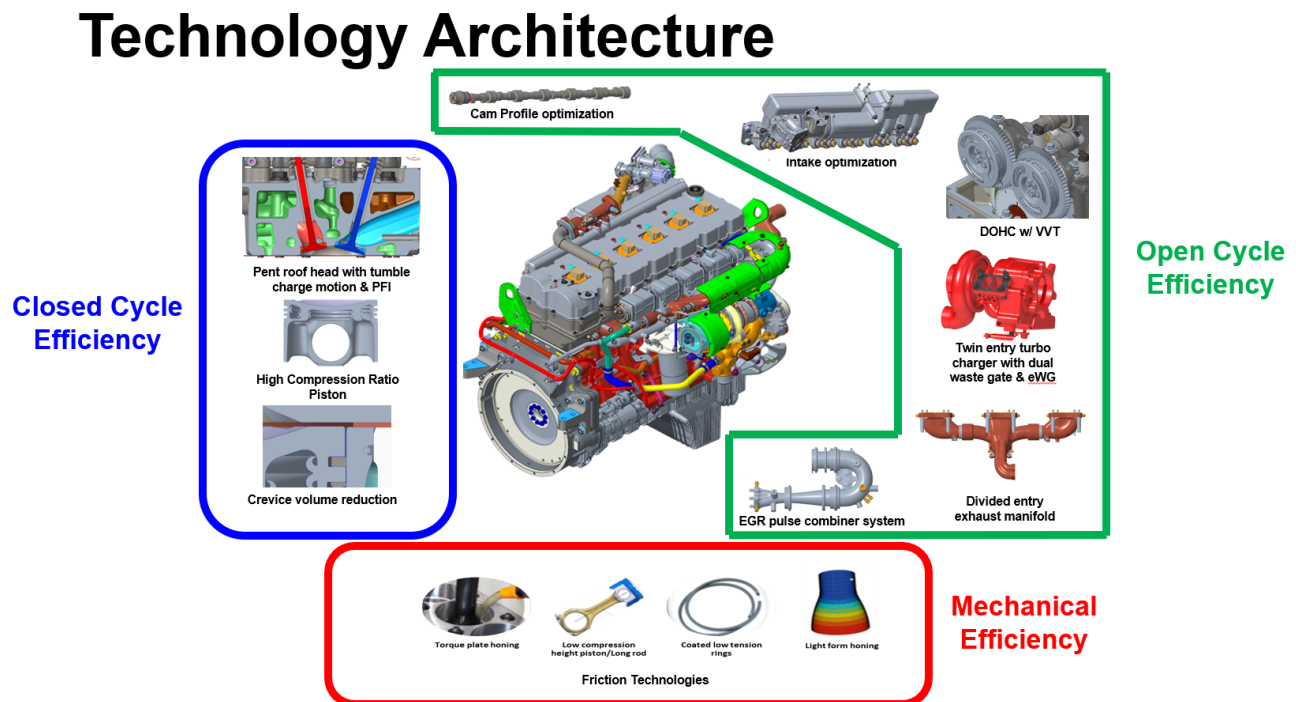 Technology Architecture
Cam Profile optimization
Intake optimization
DOHC w/ VVT
Pent roof head with tumble
charge motion & PFI
Open Cycle
Efficiency
Closed Cycle
Efficiency
Twin entry turbo
charger with dual
waste gate & eWG
High Compression Ratio
Piston
Crevice volume reduction
Divided entry
exhaust manifold
EGR pulse combiner system
Mechanical
Efficiency
Torque plate honing
Low compression
height piston/Long rod
Coated low tension
rings
Light form honing
Friction Technologies